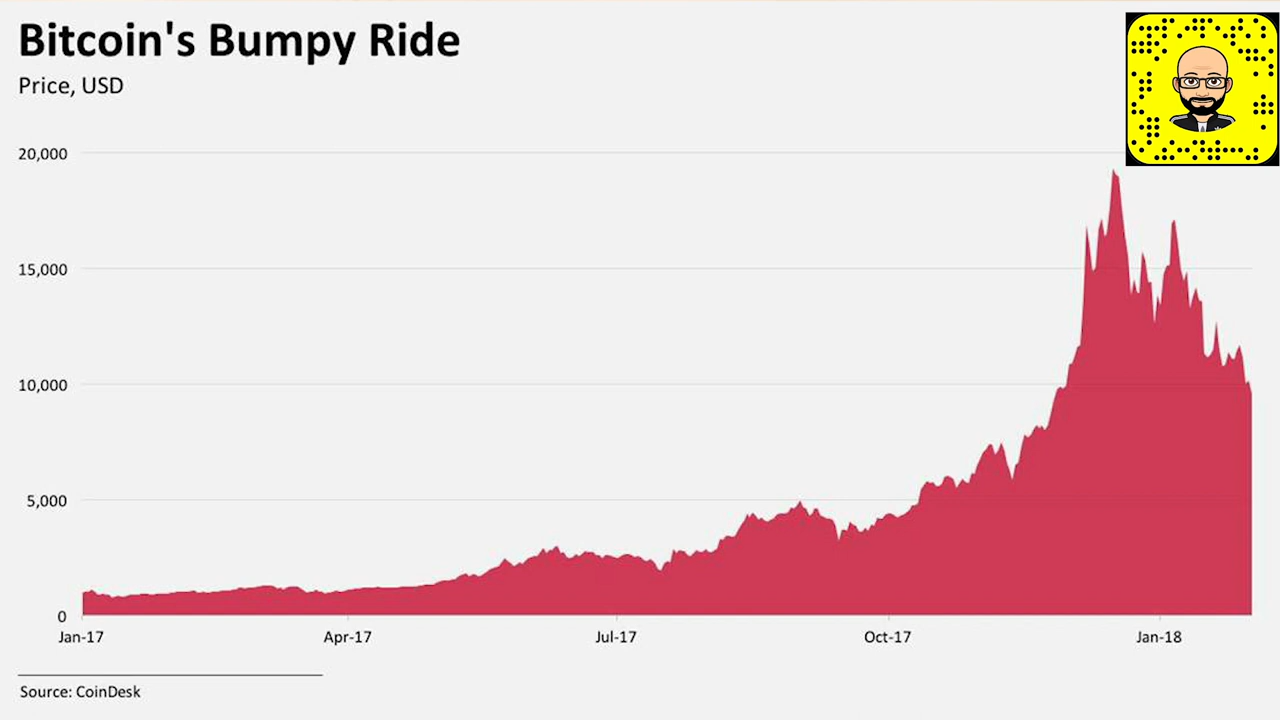 Bitcoin's Bumpy Ride
Price, USD
20,000
15,000
10,000
5,000
0
Jan-17 Apr-17 Jul-17 Oct-17 Jan-18
Source: CoinDesk